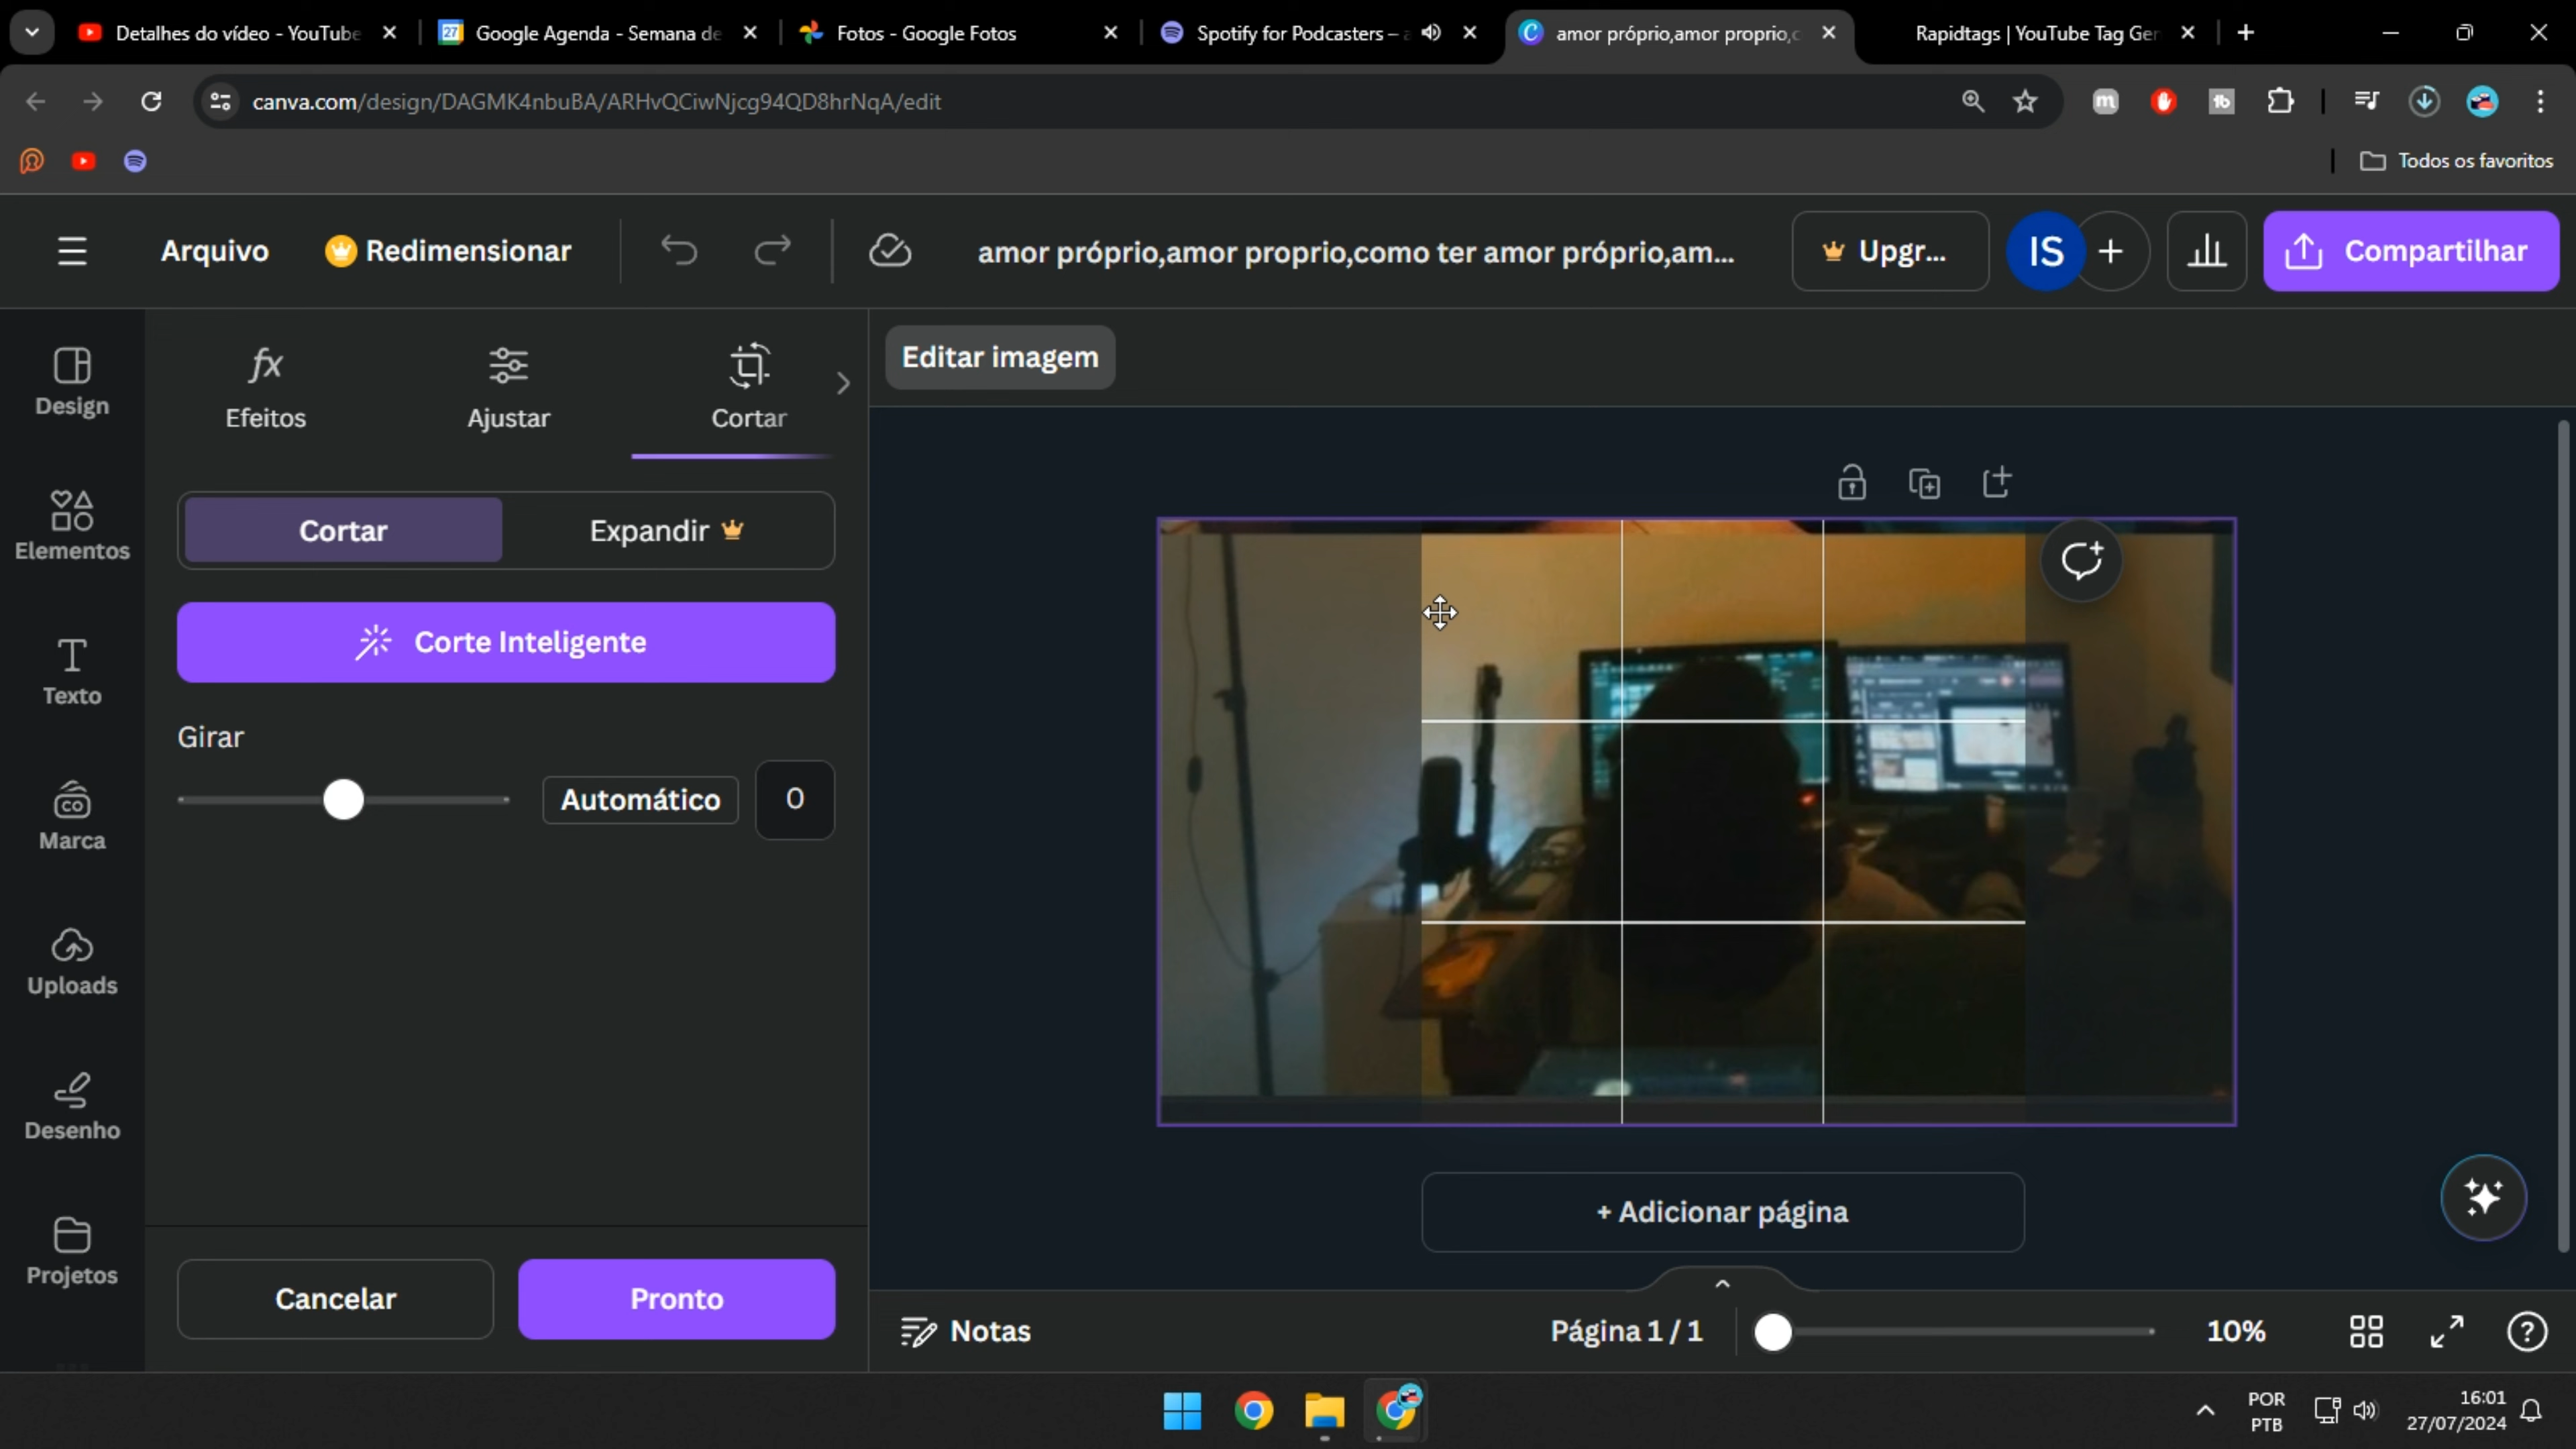 Detalhes do vídeo - YouTube
27
Google Agenda - Semana de
Fotos - Google Fotos
Spotify for Podcasters – a
amor próprio,amor proprio,c
Rapidtags | YouTube Tag Ger
canva.com/design/DAGMK4nbuBA/ARHvQCiwNjcg94QD8hrNqA/edit
m
tb
Todos os favoritos
Arquivo
Redimensionar
amor próprio,amor proprio,como ter amor próprio,am...
Upgr...
IS
Compartilhar
Design
Elementos
Texto
Marca
Uploads
Desenho
Projetos
fx
Efeitos
Ajustar
Cortar
Editar imagem
Cortar
Expandir
Corte Inteligente
Girar
Automático
0
Cancelar
Pronto
+ Adicionar página
Notas
Página 1 / 1
10%
POR
PTB
16:01
27/07/2024